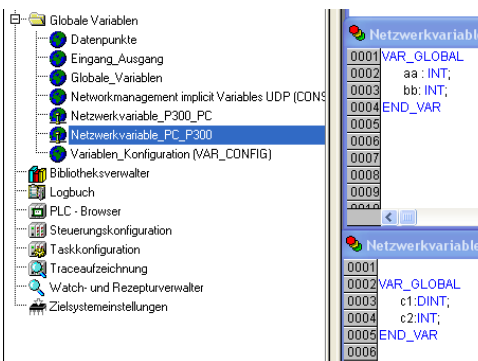 Globale Variablen
Datenpunkte
Eingang_Ausgang
Globale_Variablen
Networkmanagement implicit Variables UDP (CONS
Netzwerkvariable_P300_PC
Netzwerkvariable_PC_P300
Variablen_Konfiguration (VAR_CONFIG)
Bibliotheksverwalter
Logbuch
PLC - Browser
Steuerungskonfiguration
Taskkonfiguration
Traceaufzeichnung
Watch- und Rezepturverwalter
Zielsystemeinstellungen
Netzwerkvariable
0001 VAR_GLOBAL
0002 aa : INT;
0003 bb: INT;
0004 END_VAR
0005
0006
0007
0008
0009
0010
Netzwerkvariable
0001
0002 VAR_GLOBAL
0003 c1:DINT;
0004 c2:INT;
0005 END_VAR
0006